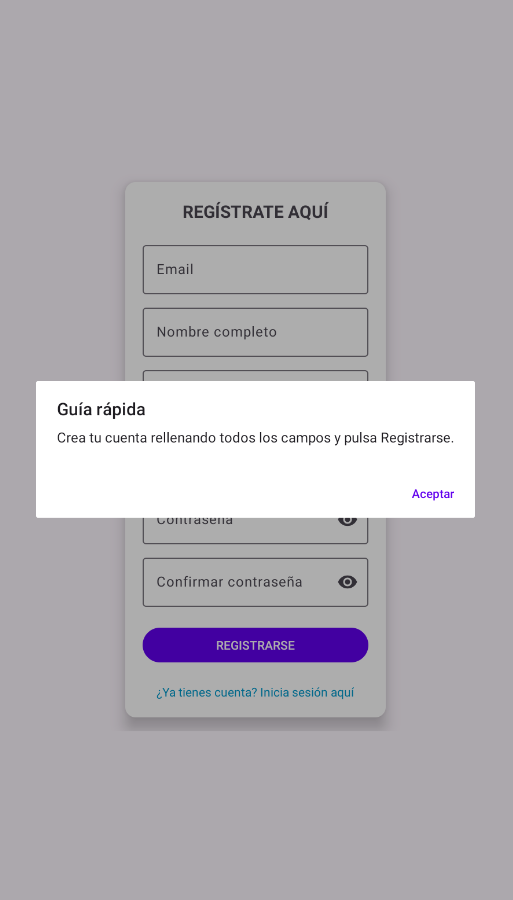 REGÍSTRATE AQUÍ
Email
Nombre completo
Guía rápida
Crea tu cuenta rellenando todos los campos y pulsa Registrarse.
Aceptar
Contraseña
Confirmar contraseña
REGISTRARSE
¿Ya tienes cuenta? Inicia sesión aquí